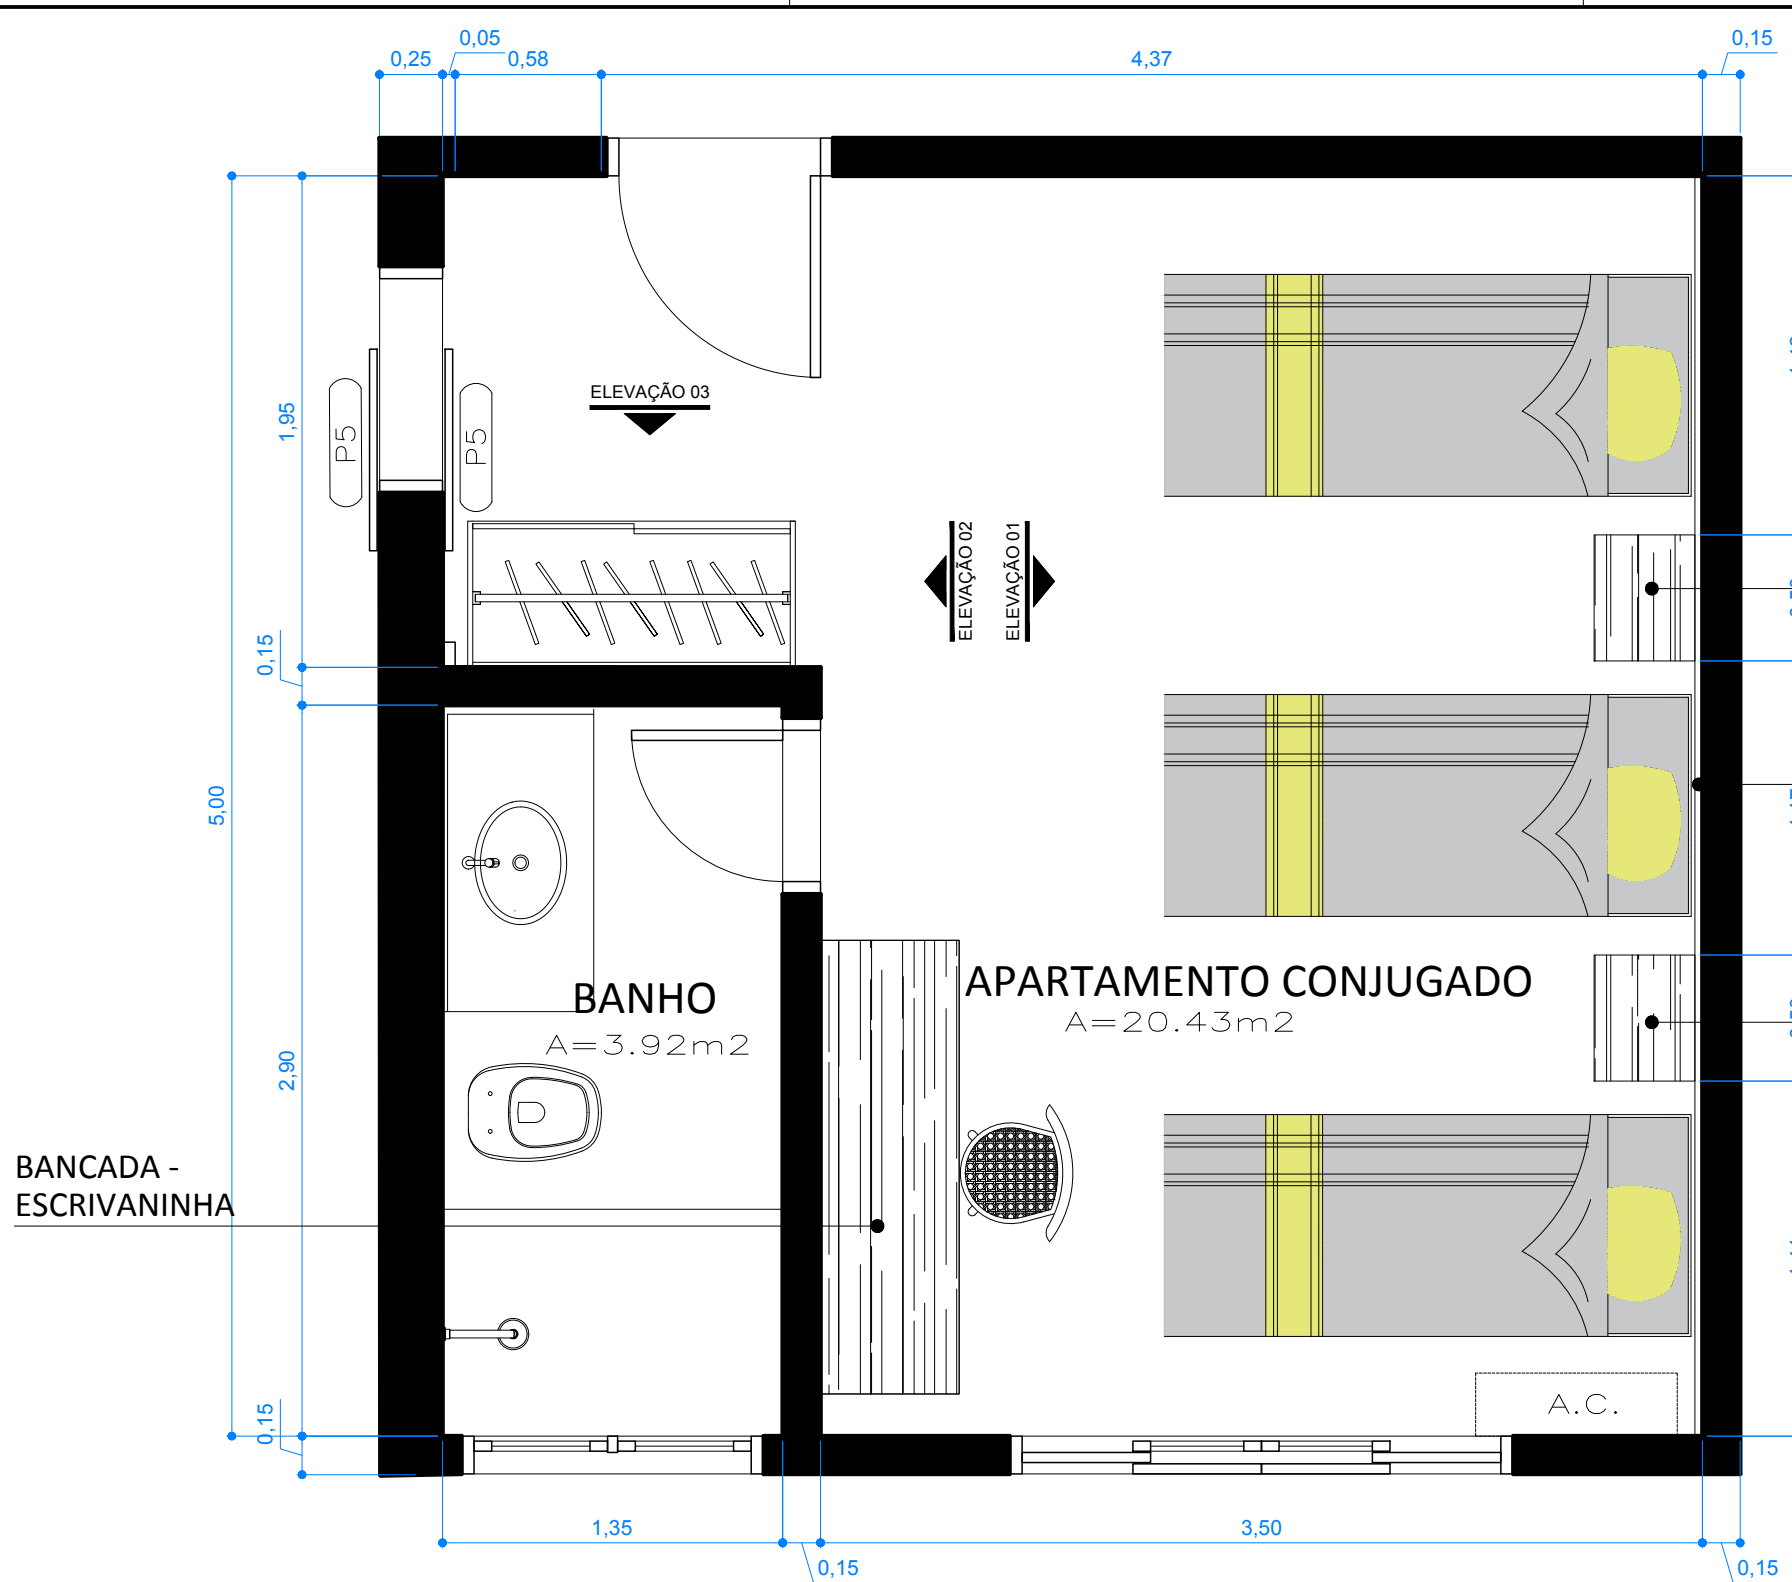 0,05
0,15
0,25
0,58
4,37
ELEVAÇÃO 03
1,95
P5
P5
ELEVAÇÃO 02
ELEVAÇÃO 01
0,15
5,00
BANHO
A=3.92m2
APARTAMENTO CONJUGADO
A=20.43m2
2,90
BANCADA -
ESCRIVANINHA
0,15
A.C.
1,35
3,50
0,15
0,15